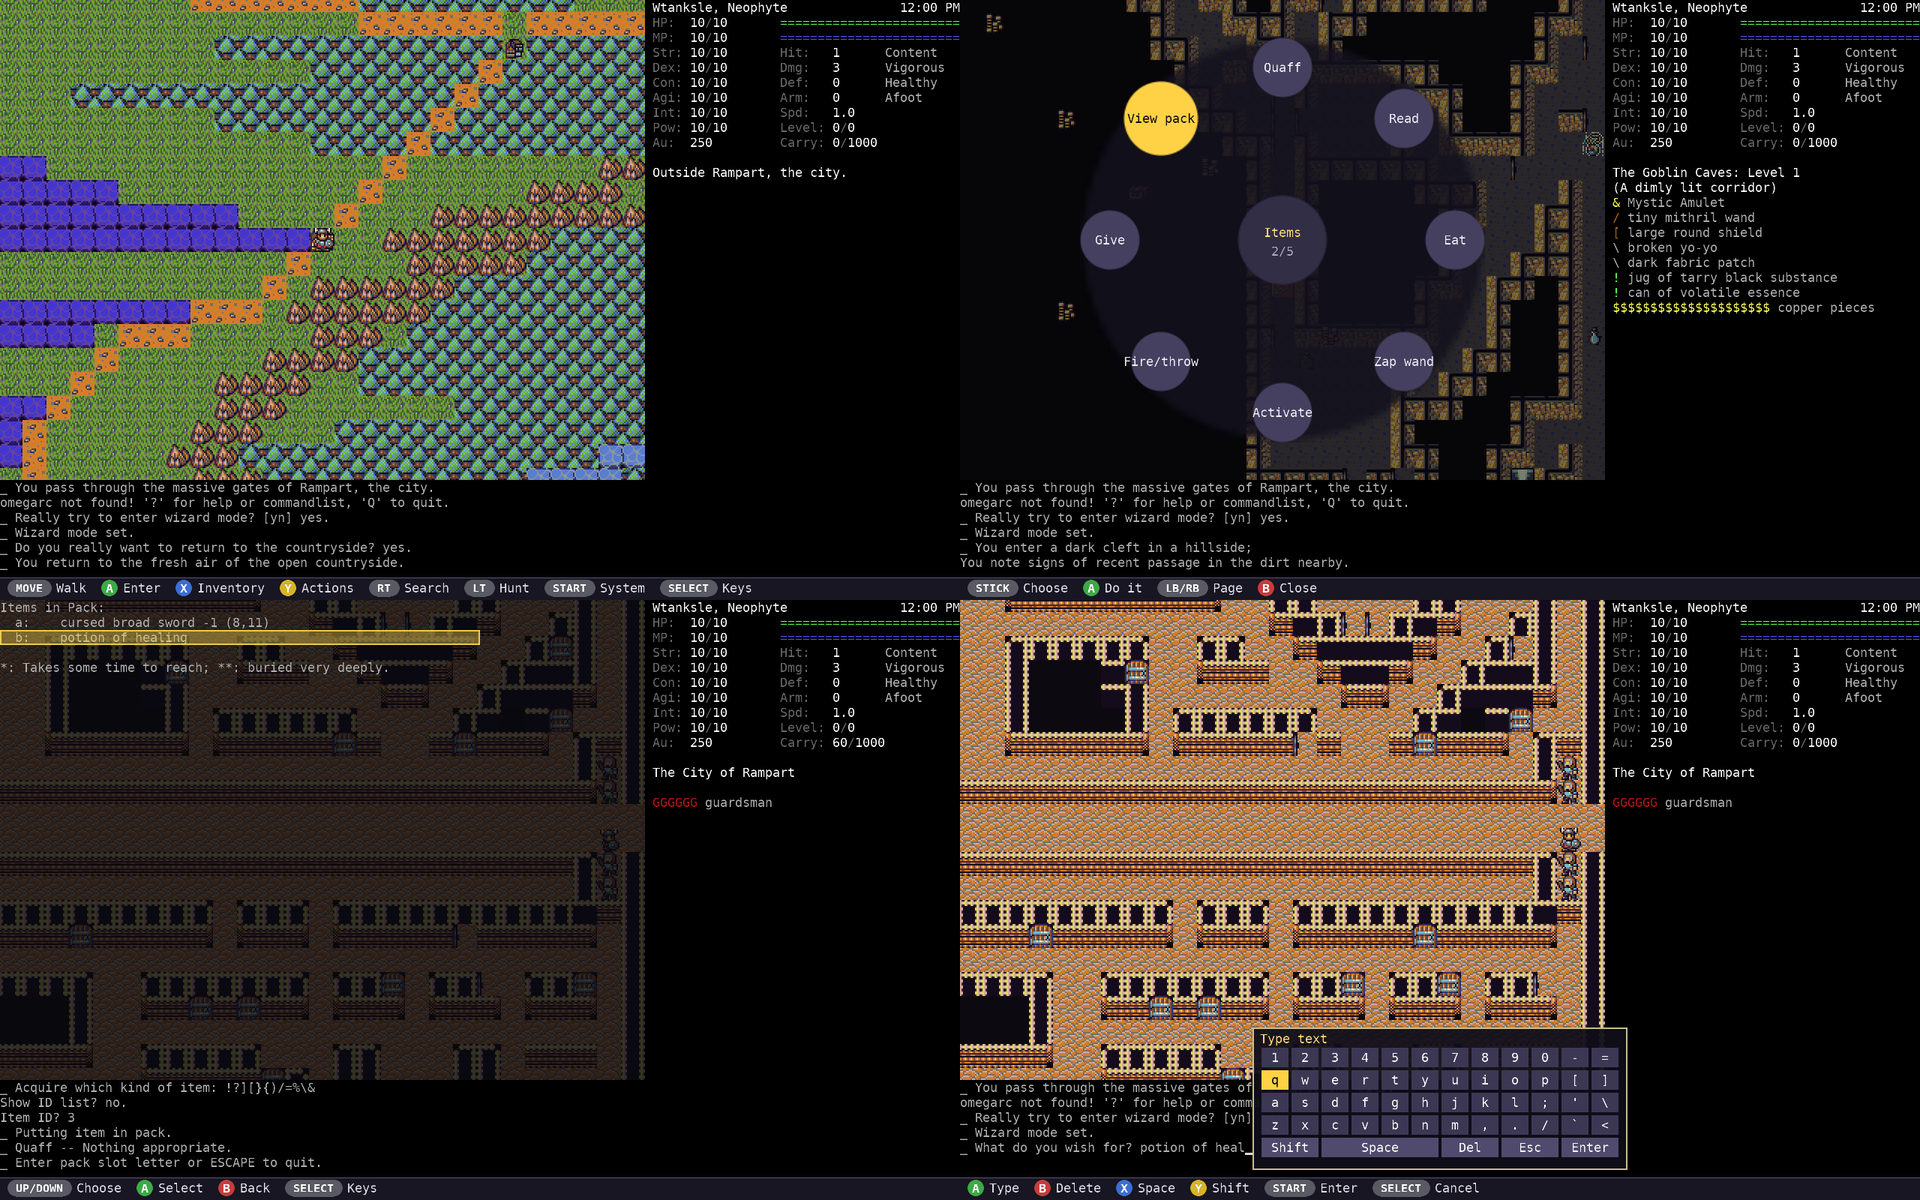 Wtanksle, Neophyte 12:00 PM
HP: 10/10
MP: 10/10
Str: 10/10 Hit: 1 Content
Dex: 10/10 Dmg: 3 Vigorous
Con: 10/10 Def: 0 Healthy
Agi: 10/10 Arm: 0 Afoot
Int: 10/10 Spd: 1.0
Pow: 10/10 Level: 0/0
Au: 250 Carry: 0/1000
Outside Rampart, the city.
_ You pass through the massive gates of Rampart, the city.
omegarc not found! '?' for help or commandlist, 'Q' to quit.
_ Really try to enter wizard mode? [yn] yes.
_ Wizard mode set.
_ Do you really want to return to the countryside? yes.
_ You return to the fresh air of the open countryside.
MOVE Walk A Enter X Inventory Y Actions RT Search LT Hunt START System SELECT Keys
Quaff
View pack
Read
Give
Items
2/5
Eat
Fire/throw
Zap wand
Activate
Wtanksle, Neophyte 12:00 PM
HP: 10/10
MP: 10/10
Str: 10/10 Hit: 1 Content
Dex: 10/10 Dmg: 3 Vigorous
Con: 10/10 Def: 0 Healthy
Agi: 10/10 Arm: 0 Afoot
Int: 10/10 Spd: 1.0
Pow: 10/10 Level: 0/0
Au: 250 Carry: 0/1000
The Goblin Caves: Level 1
(A dimly lit corridor)
& Mystic Amulet
/ tiny mithril wand
[ large round shield
\ broken yo-yo
\ dark fabric patch
! jug of tarry black substance
! can of volatile essence
$$$$$$$$$$$$$$$$$$$$$ copper pieces
_ You pass through the massive gates of Rampart, the city.
omegarc not found! '?' for help or commandlist, 'Q' to quit.
_ Really try to enter wizard mode? [yn] yes.
_ Wizard mode set.
_ You enter a dark cleft in a hillside;
You note signs of recent passage in the dirt nearby.
STICK Choose A Do it LB/RB Page B Close
Items in Pack:
a: cursed broad sword -1 (8,11)
b: potion of healing
*: Takes some time to reach; **: buried very deeply.
Wtanksle, Neophyte 12:00 PM
HP: 10/10
MP: 10/10
Str: 10/10 Hit: 1 Content
Dex: 10/10 Dmg: 3 Vigorous
Con: 10/10 Def: 0 Healthy
Agi: 10/10 Arm: 0 Afoot
Int: 10/10 Spd: 1.0
Pow: 10/10 Level: 0/0
Au: 250 Carry: 60/1000
The City of Rampart
GGGGGG guardsman
_ Acquire which kind of item: !?][}{)/=%\&
Show ID list? no.
Item ID? 3
_ Putting item in pack.
_ Quaff -- Nothing appropriate.
_ Enter pack slot letter or ESCAPE to quit.
UP/DOWN Choose A Select B Back SELECT Keys
Wtanksle, Neophyte 12:00 PM
HP: 10/10
MP: 10/10
Str: 10/10 Hit: 1 Content
Dex: 10/10 Dmg: 3 Vigorous
Con: 10/10 Def: 0 Healthy
Agi: 10/10 Arm: 0 Afoot
Int: 10/10 Spd: 1.0
Pow: 10/10 Level: 0/0
Au: 250 Carry: 0/1000
The City of Rampart
GGGGGG guardsman
_ You pass through the massive gates of
omegarc not found! '?' for help or comm
_ Really try to enter wizard mode? [yn]
_ Wizard mode set.
_ What do you wish for? potion of heal_
Type text
1 2 3 4 5 6 7 8 9 0 - =
q w e r t y u i o p [ ]
a s d f g h j k l ; ' \
z x c v b n m , . / ` <
Shift Space Del Esc Enter
A Type B Delete X Space Y Shift START Enter SELECT Cancel